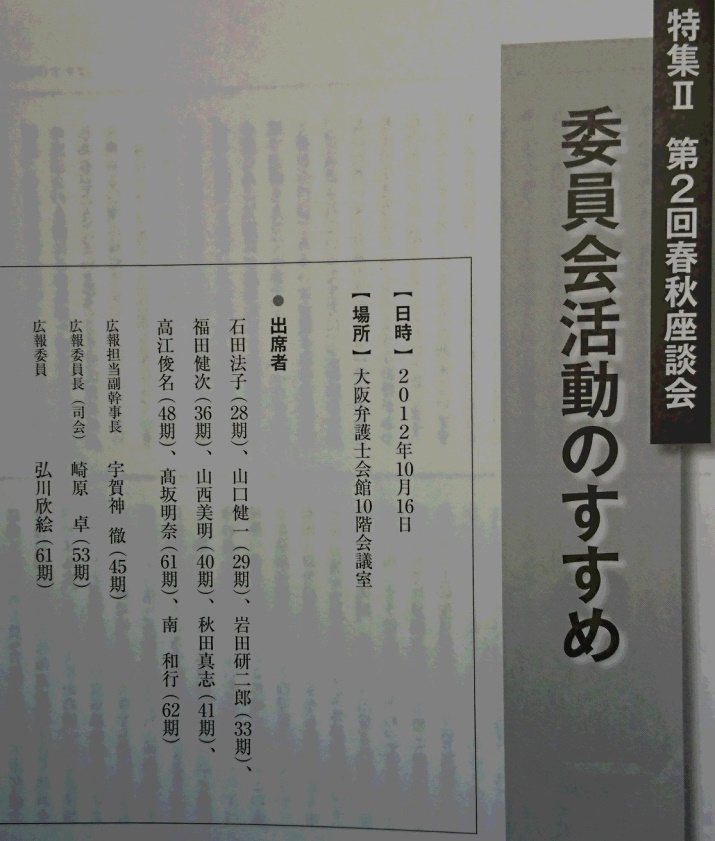 特集Ⅱ 第2回春秋座談会
委員会活動のすすめ
【日時】2012年10月16日
【場所】大阪弁護士会館10階会議室
● 出席者
石田法子(28期)、山口健一(29期)、岩田研二郎(33期)、
福田健次(36期)、山西美明(40期)、秋田真志(41期)、
高江俊名(48期)、髙坂明奈(61期)、南 和行(62期)
広報担当副幹事長 宇賀神 徹(45期)
広報委員長(司会) 崎原 卓(53期)
広報委員 弘川欣絵(61期)